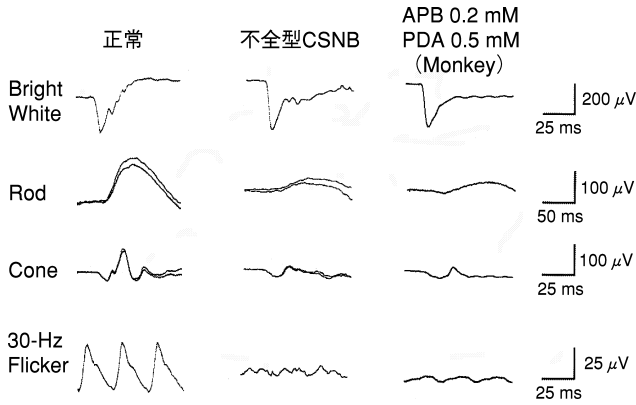 正常
不全型CSNB
APB 0.2 mM
PDA 0.5 mM
（Monkey）
Bright
White
200 μV
25 ms
Rod
100 μV
50 ms
Cone
100 μV
25 ms
30-Hz
Flicker
25 μV
25 ms